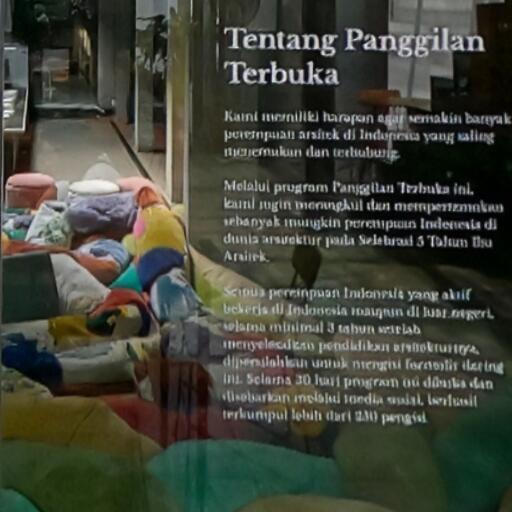 Tentang Panggilan
Terbuka
Kami memiliki harapan agar semakin banyak
perempuan arsitek di Indonesia yang saling
menemukan dan terhubung.
Melalui program Panggilan Terbuka ini,
kami ingin merangkul dan mempertemukan
sebanyak mungkin perempuan Indonesia di
dunia arsitektur pada Selebrasi 5 Tahun Ibu
Arsitek.
Semua perempuan Indonesia yang aktif
bekerja di Indonesia maupun di luar negeri,
selama minimal 3 tahun setelah
menyelesaikan pendidikan arsitekturnya,
dipersilahkan untuk mengisi formulir daring
ini. Selama 30 hari program ini dibuka dan
disebarkan melalui media sosial, berhasil
terkumpul lebih dari 230 pengisi